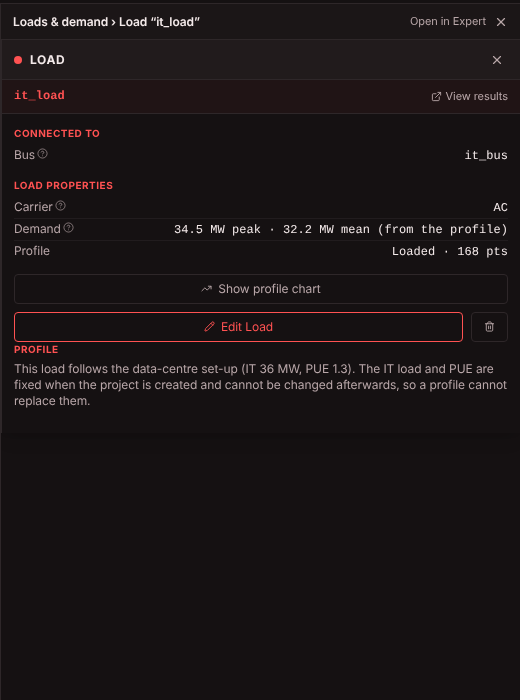 Loads & demand › Load “it_load”
Open in Expert
LOAD
it_load
View results
CONNECTED TO
Bus
it_bus
LOAD PROPERTIES
Carrier
AC
Demand
34.5 MW peak · 32.2 MW mean (from the profile)
Profile
Loaded · 168 pts
Show profile chart
Edit Load
PROFILE
This load follows the data-centre set-up (IT 36 MW, PUE 1.3). The IT load and PUE are
fixed when the project is created and cannot be changed afterwards, so a profile cannot
replace them.